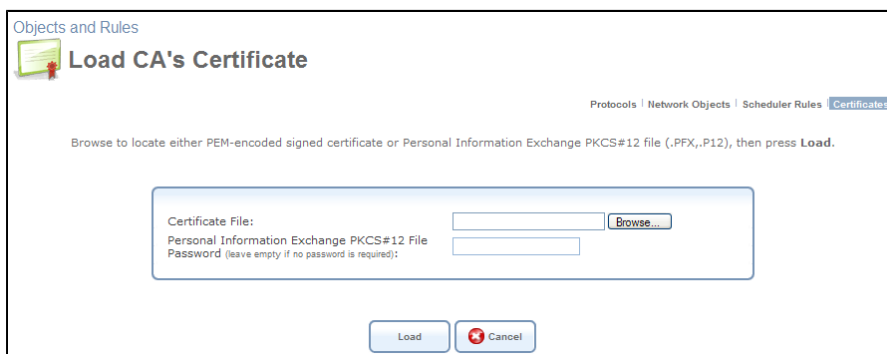 Objects and Rules
Load CA's Certificate
Protocols | Network Objects | Scheduler Rules | Certificates
Browse to locate either PEM-encoded signed certificate or Personal Information Exchange PKCS#12 file (.PFX,.P12), then press Load.
Certificate File:
Browse...
Personal Information Exchange PKCS#12 File
Password (leave empty if no password is required):
Load
Cancel